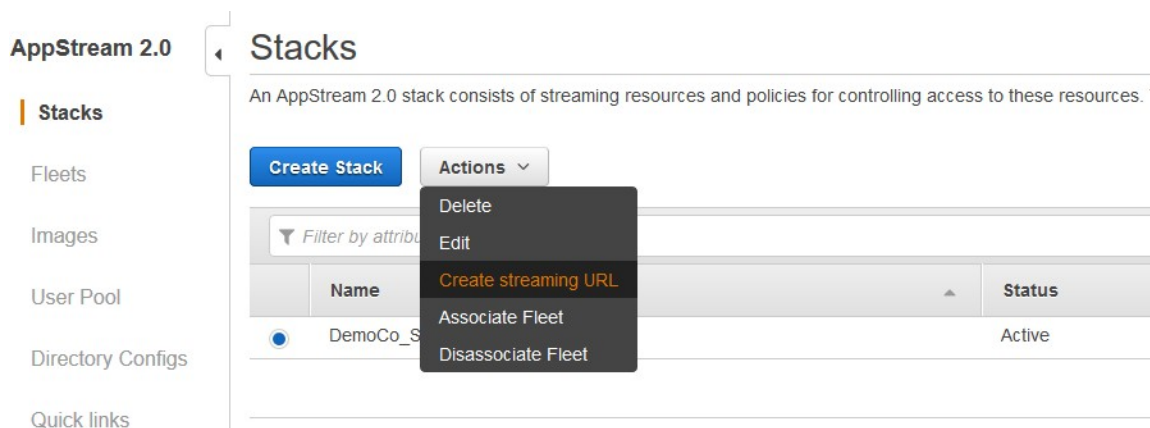 AppStream 2.0
Stacks
Fleets
Images
User Pool
Directory Configs
Quick links
Stacks
An AppStream 2.0 stack consists of streaming resources and policies for controlling access to these resources.
Create Stack
Actions
Delete
Edit
Create streaming URL
Associate Fleet
Disassociate Fleet
Filter by
Name
Status
Active